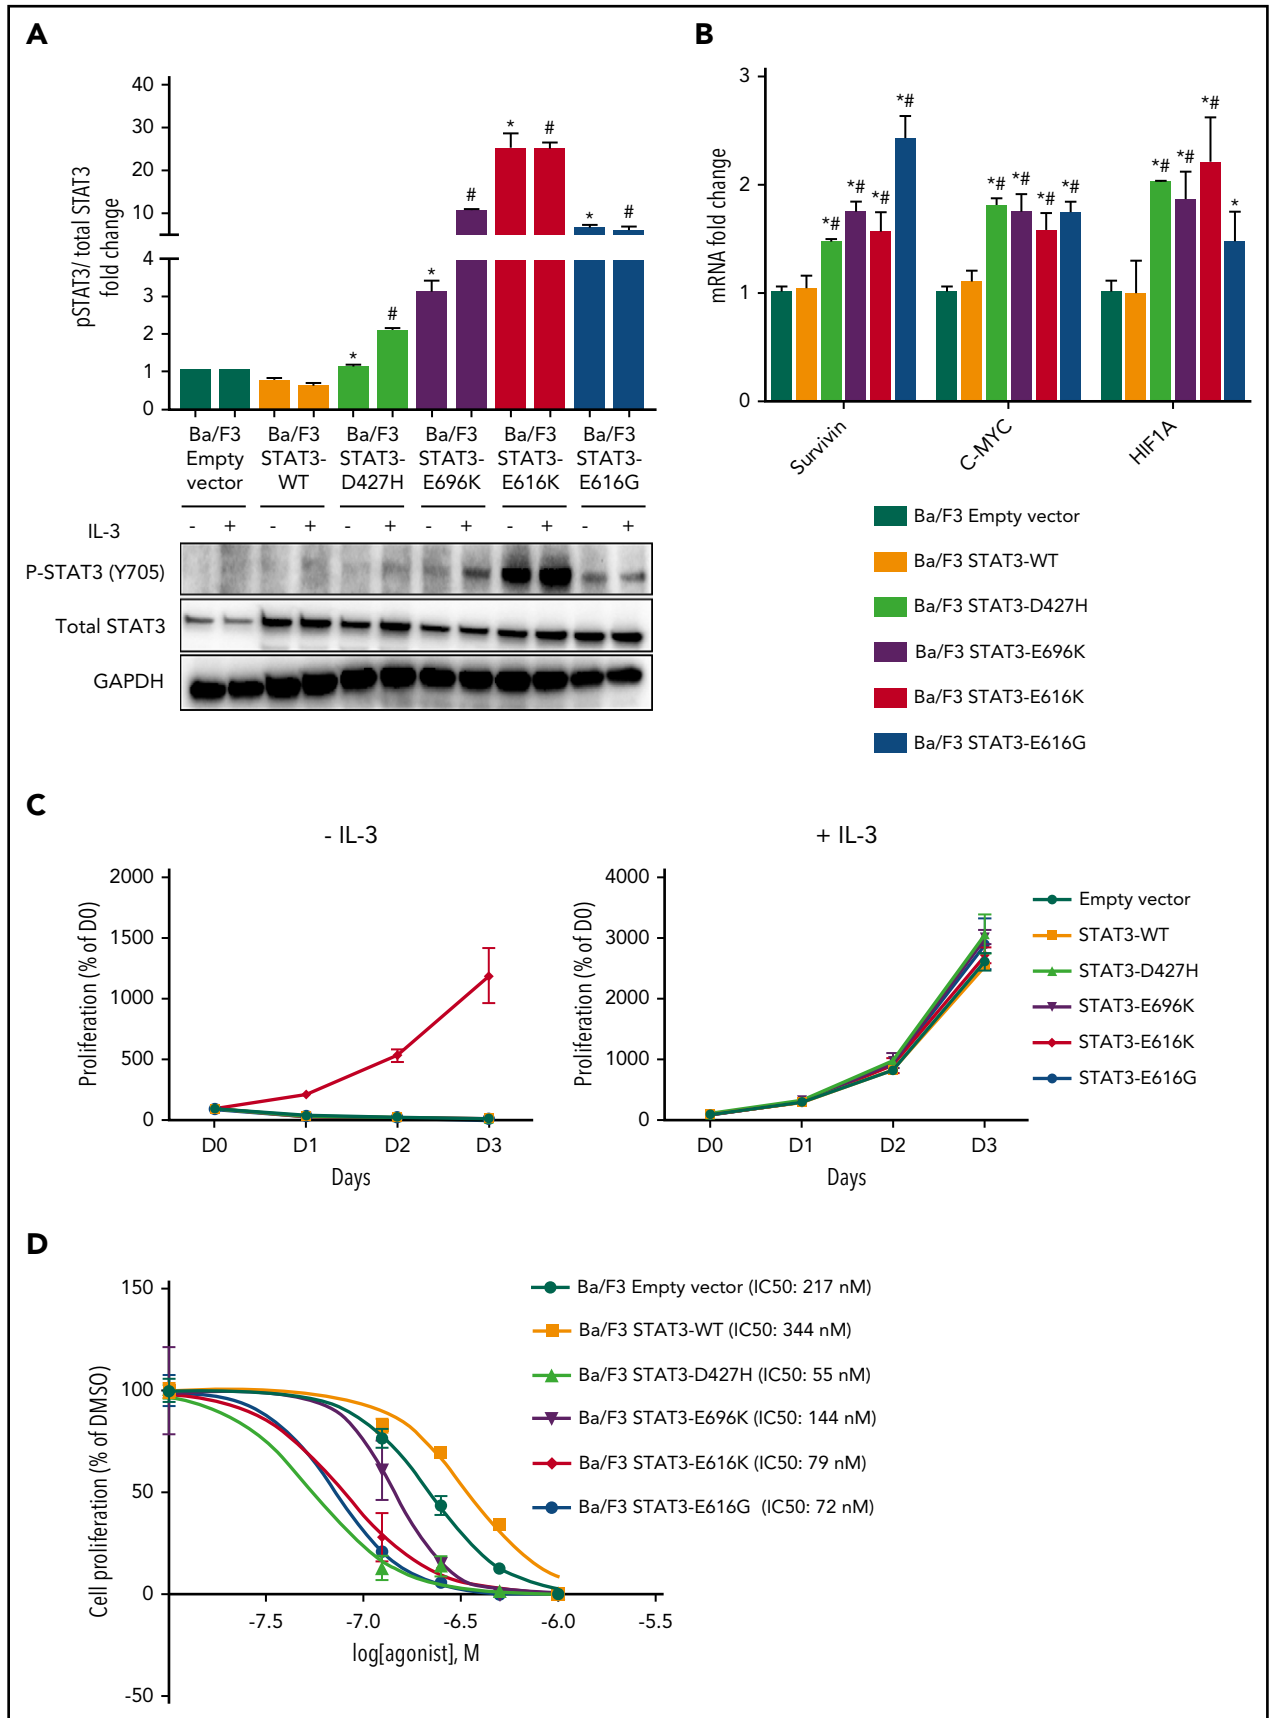 A
pSTAT3/ total STAT3
fold change
40
30
20
10
4
3
2
1
0
* # * # * # * #
Ba/F3 Empty vector
Ba/F3 STAT3-WT
Ba/F3 STAT3-D427H
Ba/F3 STAT3-E696K
Ba/F3 STAT3-E616K
Ba/F3 STAT3-E616G
IL-3 - + - + - + - + - + - +
P-STAT3 (Y705)
Total STAT3
GAPDH
B
mRNA fold change
3
2
1
0
*# *# *# *# *# *# *# *# *# *# *# *
Survivin
C-MYC
HIF1A
Ba/F3 Empty vector
Ba/F3 STAT3-WT
Ba/F3 STAT3-D427H
Ba/F3 STAT3-E696K
Ba/F3 STAT3-E616K
Ba/F3 STAT3-E616G
C
- IL-3
Proliferation (% of D0)
2000
1500
1000
500
0
D0 D1 D2 D3
Days
+ IL-3
Proliferation (% of D0)
4000
3000
2000
1000
0
D0 D1 D2 D3
Days
Empty vector
STAT3-WT
STAT3-D427H
STAT3-E696K
STAT3-E616K
STAT3-E616G
D
Cell proliferation (% of DMSO)
150
100
50
0
-50
-7.5 -7.0 -6.5 -6.0 -5.5
log[agonist], M
Ba/F3 Empty vector (IC50: 217 nM)
Ba/F3 STAT3-WT (IC50: 344 nM)
Ba/F3 STAT3-D427H (IC50: 55 nM)
Ba/F3 STAT3-E696K (IC50: 144 nM)
Ba/F3 STAT3-E616K (IC50: 79 nM)
Ba/F3 STAT3-E616G (IC50: 72 nM)